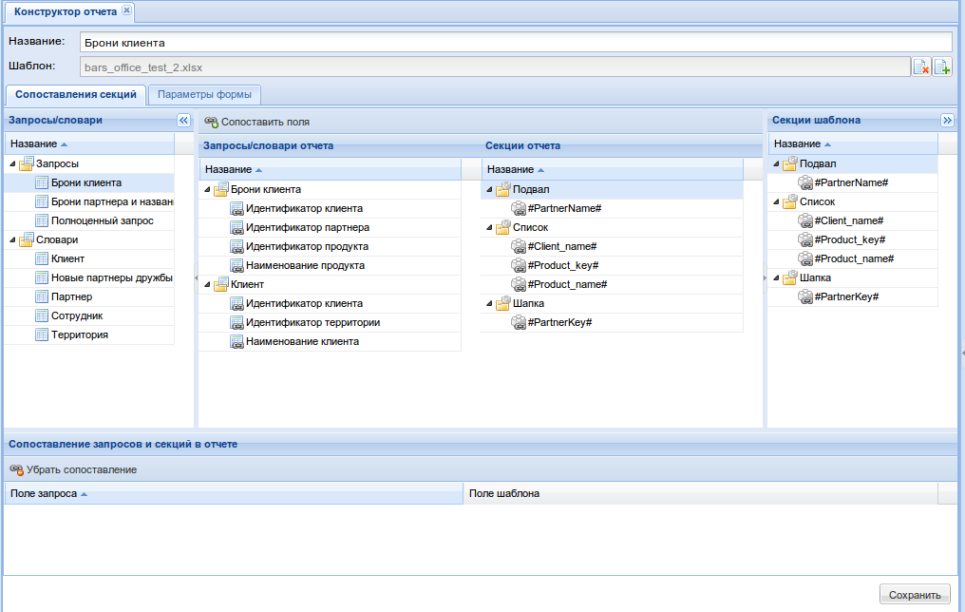 Конструктор отчета
Название: Брони клиента
Шаблон: bars_office_test_2.xlsx
Сопоставления секций Параметры формы
Запросы/словари
Название
Запросы
Брони клиента
Брони партнера и назван
Полноценный запрос
Словари
Клиент
Новые партнеры дружбы
Партнер
Сотрудник
Территория
Сопоставить поля
Запросы/словари отчета
Название
Брони клиента
Идентификатор клиента
Идентификатор партнера
Идентификатор продукта
Наименование продукта
Клиент
Идентификатор клиента
Идентификатор территории
Наименование клиента
Секции отчета
Название
Подвал
#PartnerName#
Список
#Client_name#
#Product_key#
#Product_name#
Шапка
#PartnerKey#
Секции шаблона
Название
Подвал
#PartnerName#
Список
#Client_name#
#Product_key#
#Product_name#
Шапка
#PartnerKey#
Сопоставление запросов и секций в отчете
Убрать сопоставление
Поле запроса Поле шаблона
Сохранить